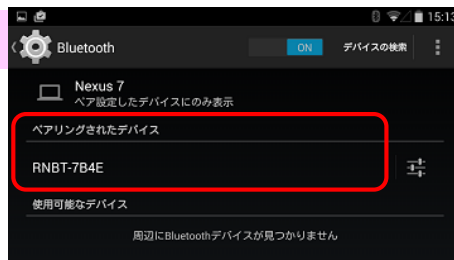 15:13
Bluetooth
ON
デバイスの検索
Nexus 7
ペア設定したデバイスにのみ表示
ペアリングされたデバイス
RNBT-7B4E
使用可能なデバイス
周辺にBluetoothデバイスが見つかりません